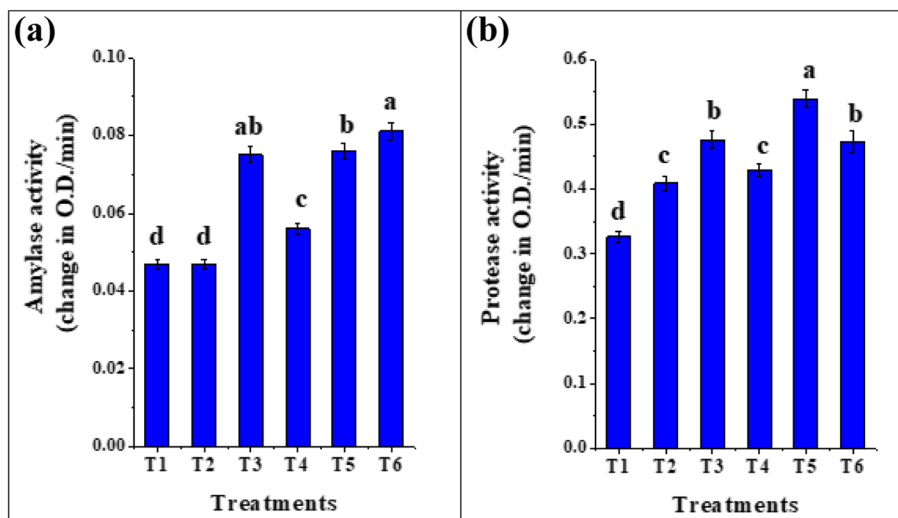 (a)
Amylase activity
(change in O.D./min)
0.10
0.08
0.06
0.04
0.02
0.00
d
d
ab
c
b
a
T1 T2 T3 T4 T5 T6
Treatments
(b)
Protease activity
(change in O.D./min)
0.6
0.5
0.4
0.3
0.2
0.1
0.0
d
c
b
c
a
b
T1 T2 T3 T4 T5 T6
Treatments